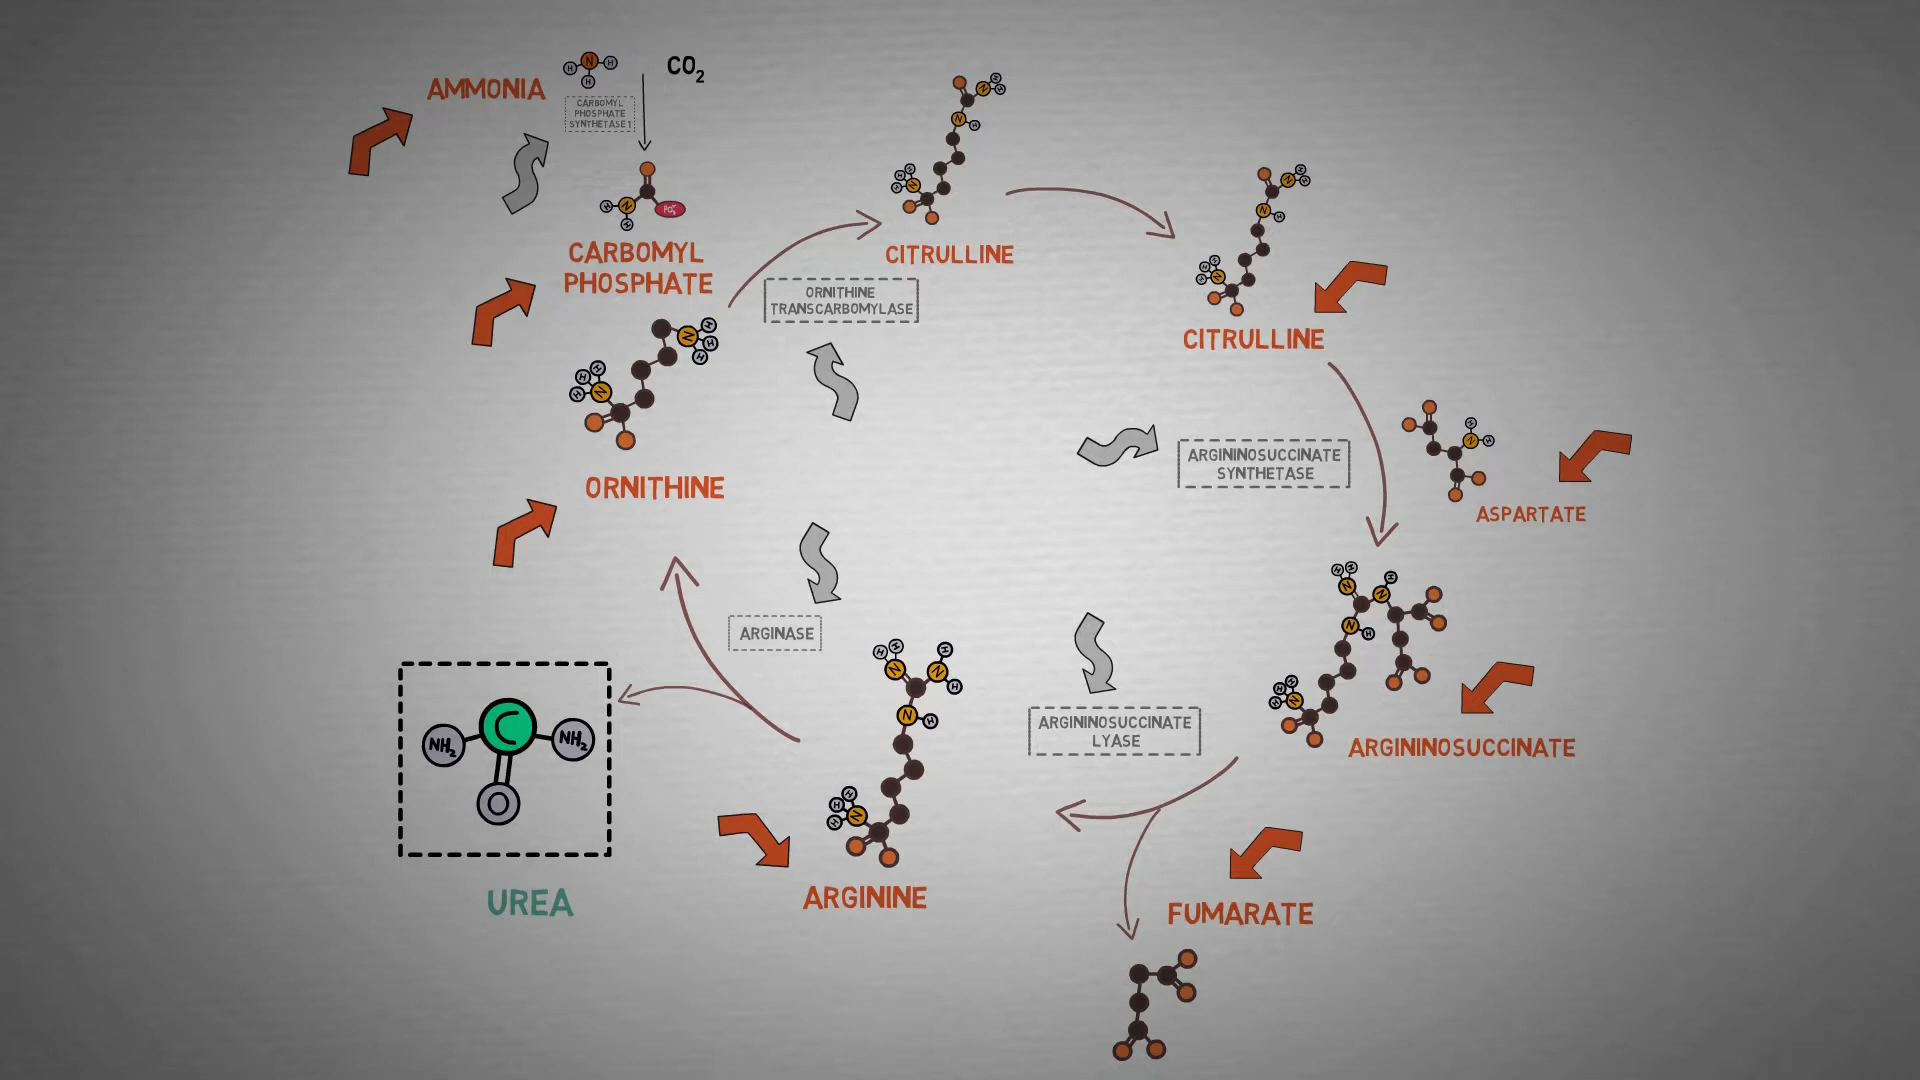 AMMONIA
N
H
H
H
CO2
CARBOMYL
PHOSPHATE
SYNTHETASE 1
N
H
H
CARBOMYL
PHOSPHATE
N
H
H
N
H
N
H
H
H
CITRULLINE
ORNITHINE
TRANSCARBOMYLASE
N
H
H
N
H
N
H
H
H
CITRULLINE
N
H
H
H
N
H
H
H
ORNITHINE
ARGININOSUCCINATE
SYNTHETASE
N
H
H
ASPARTATE
ARGINASE
N
H
H
N
H
N
H
N
H
H
H
ARGININOSUCCINATE
ARGININOSUCCINATE
LYASE
N
H
H
N
H
H
N
H
N
H
H
H
ARGININE
NH2
C
NH2
O
UREA
FUMARATE